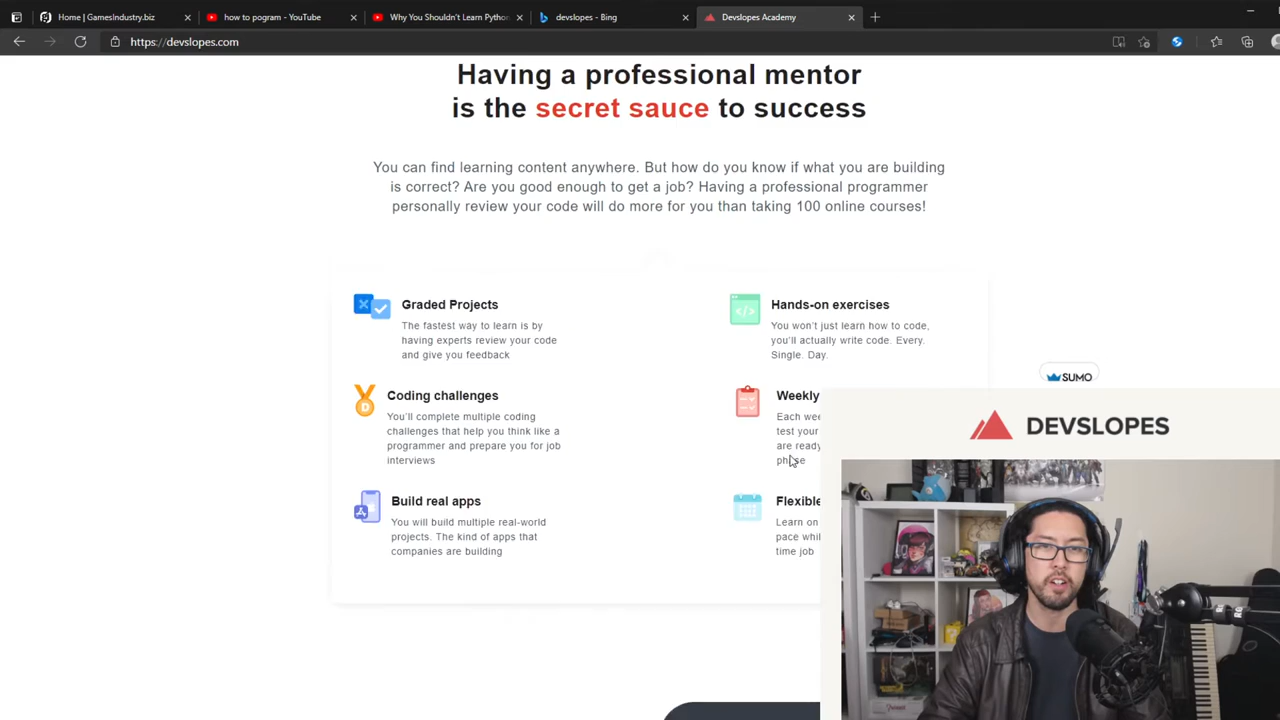 Home | GamesIndustry.biz
how to pogram - YouTube
Why You Shouldn't Learn Pytho
devslopes - Bing
Devslopes Academy
https://devslopes.com
Having a professional mentor
is the secret sauce to success
You can find learning content anywhere. But how do you know if what you are building
is correct? Are you good enough to get a job? Having a professional programmer
personally review your code will do more for you than taking 100 online courses!
Graded Projects
The fastest way to learn is by
having experts review your code
and give you feedback
Hands-on exercises
You won't just learn how to code,
you'll actually write code. Every.
Single. Day.
Coding challenges
You'll complete multiple coding
challenges that help you think like a
programmer and prepare you for job
interviews
Weekly
Each wee
test your
are ready
phase
Build real apps
You will build multiple real-world
projects. The kind of apps that
companies are building
Flexible
Learn on
pace whil
time job
SUMO
DEVSLOPES